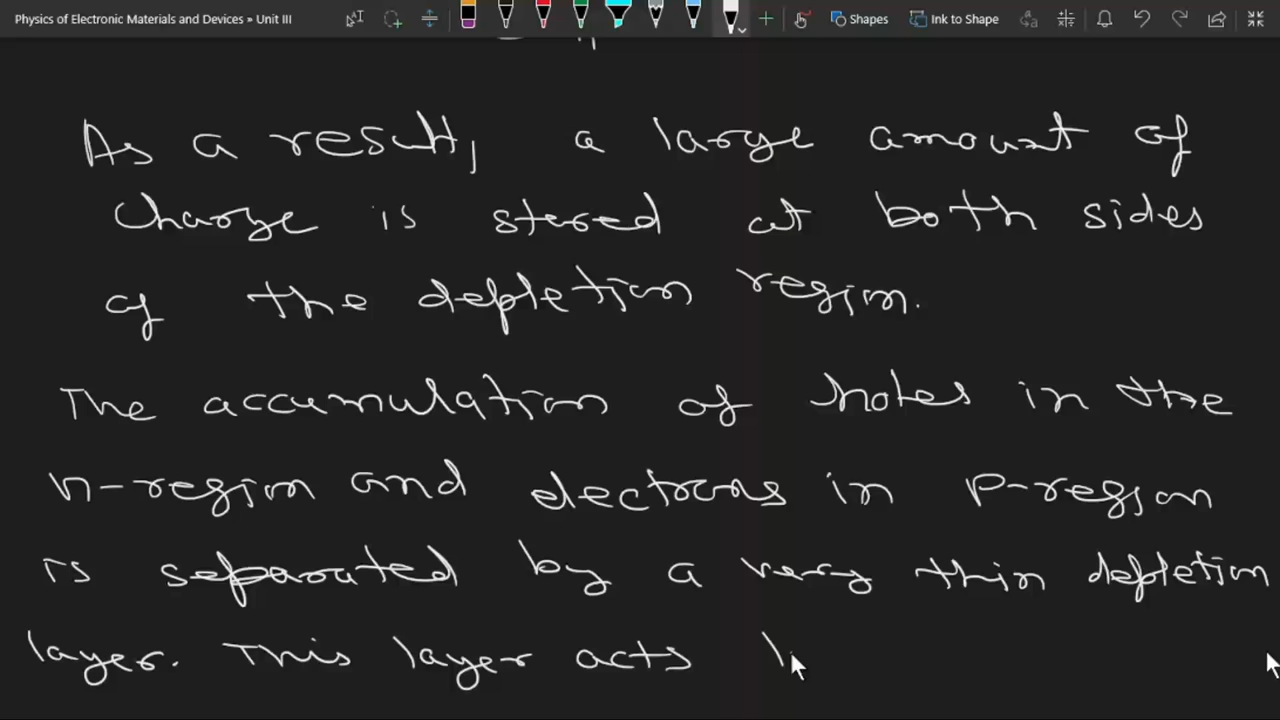 Physics of Electronic Materials and Devices » Unit III
Shapes
Ink to Shape
As a result, a large amount of
charge is stored at both sides
of the depletion region.
The accumulation of holes in the
n-region and electrons in p-region
is separated by a very thin depletion
layer. This layer acts